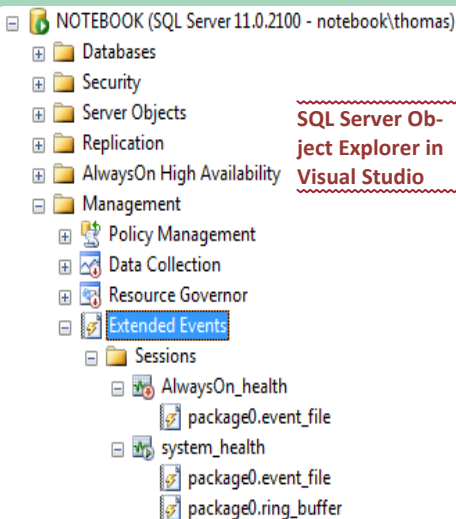 NOTEBOOK (SQL Server 11.0.2100 - notebook\thomas)
Databases
Security
Server Objects
Replication
AlwaysOn High Availability
Management
Policy Management
Data Collection
Resource Governor
Extended Events
Sessions
AlwaysOn_health
package0.event_file
system_health
package0.event_file
package0.ring_buffer
SQL Server Ob-
ject Explorer in
Visual Studio